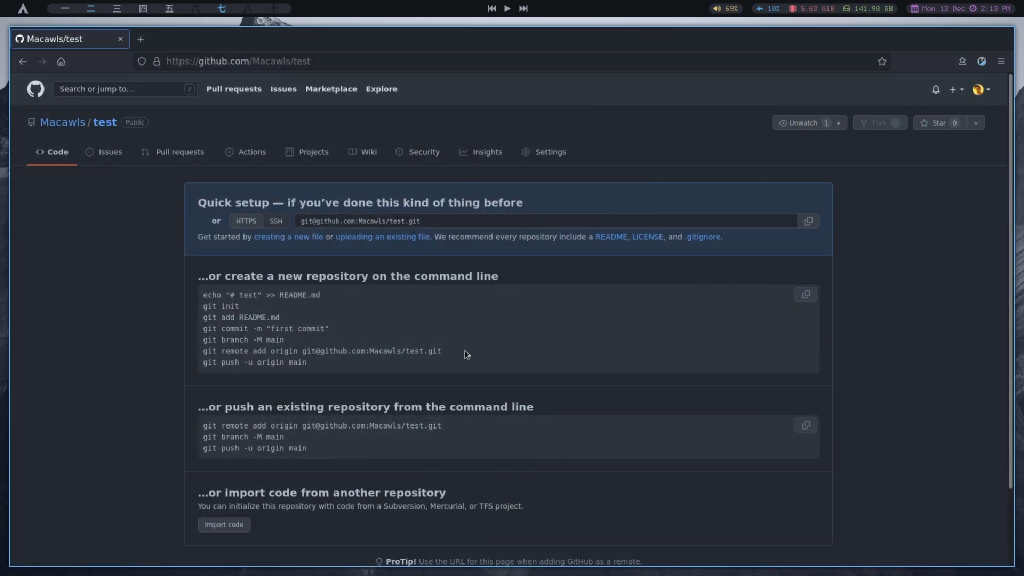 一 二 三 四 五 六 七 八 十
69%
10% 5.63 GiB 141.98 GB Mon 13 Dec 2:13 PM
Macawls/test × +
https://github.com/Macawls/test
Search or jump to... / Pull requests Issues Marketplace Explore
Macawls / test Public
Unwatch 1 Fork Star 0
<> Code Issues Pull requests Actions Projects Wiki Security Insights Settings
Quick setup — if you’ve done this kind of thing before
or HTTPS SSH git@github.com:Macawls/test.git
Get started by creating a new file or uploading an existing file. We recommend every repository include a README, LICENSE, and .gitignore.
…or create a new repository on the command line
echo "# test" >> README.md
git init
git add README.md
git commit -m "first commit"
git branch -M main
git remote add origin git@github.com:Macawls/test.git
git push -u origin main
…or push an existing repository from the command line
git remote add origin git@github.com:Macawls/test.git
git branch -M main
git push -u origin main
…or import code from another repository
You can initialize this repository with code from a Subversion, Mercurial, or TFS project.
Import code
ProTip! Use the URL for this page when adding GitHub as a remote.